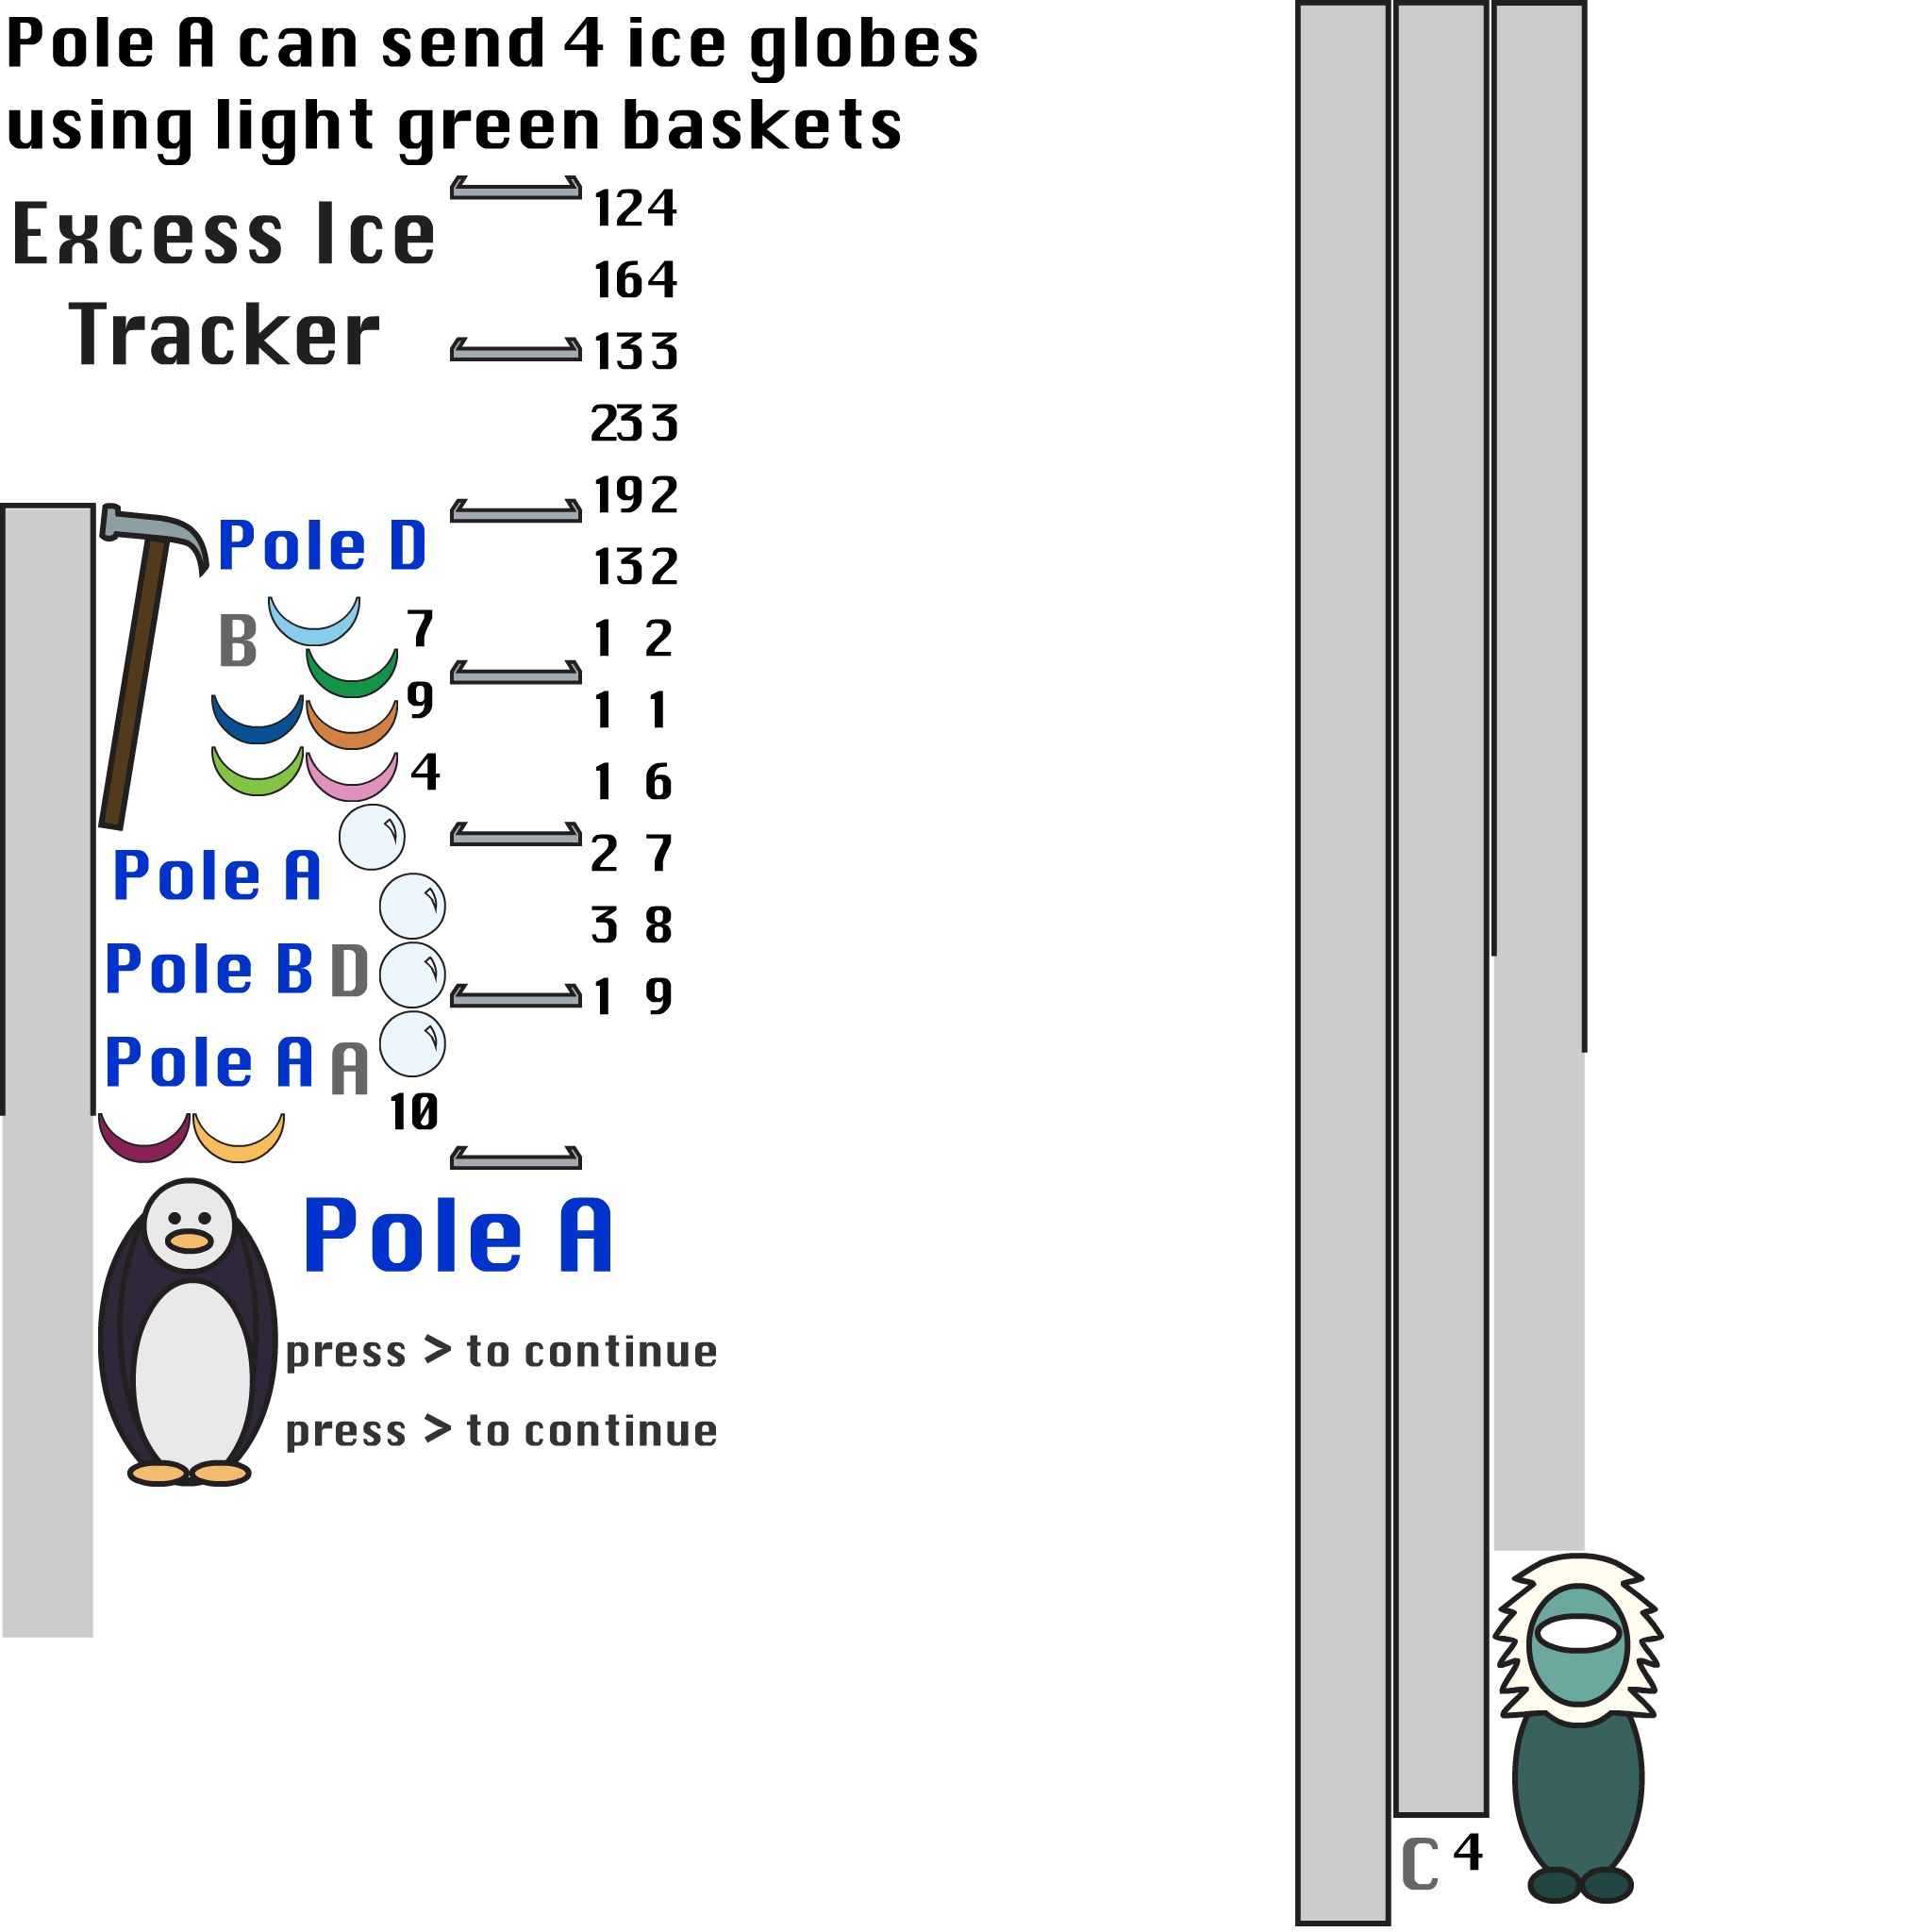 Pole A can send 4 ice globes
using light green baskets
Excess Ice
Tracker
124
164
133
233
192
132
1 2
1 1
1 6
2 7
3 8
1 9
Pole D
B
7
9
4
Pole A
Pole B D
Pole A A
10
Pole A
press > to continue
press > to continue
C 4